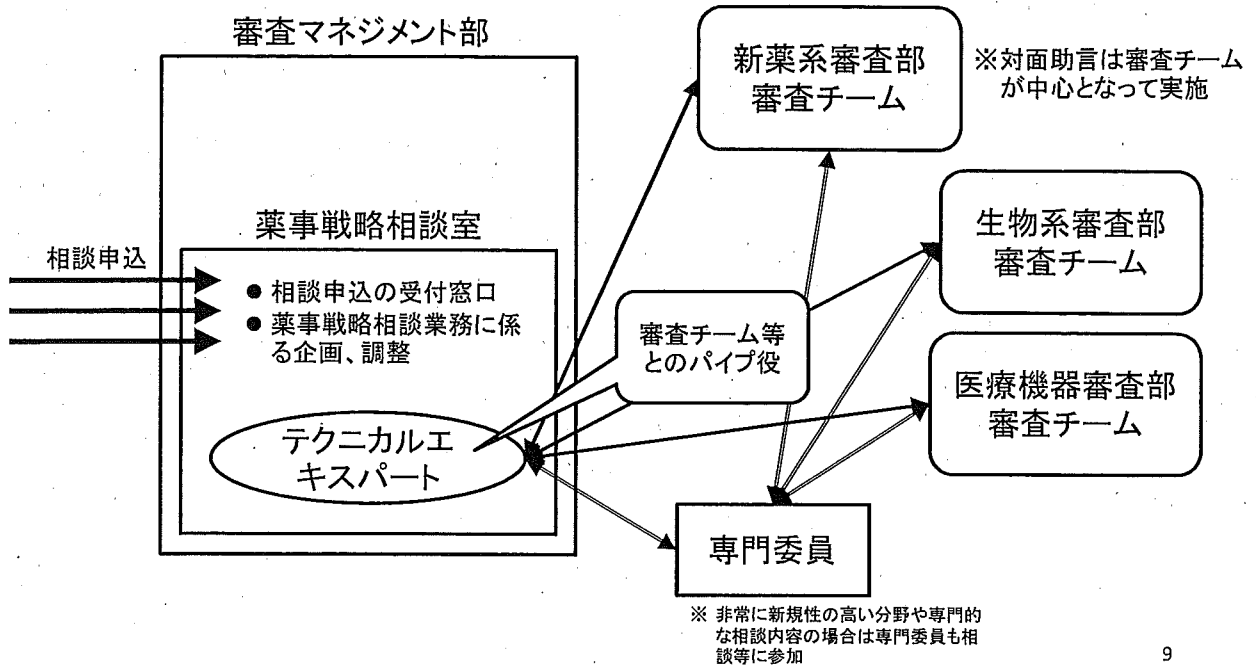 審査マネジメント部
新薬系審査部
審査チーム
※対面助言は審査チーム
が中心となって実施
生物系審査部
審査チーム
薬事戦略相談室
相談申込
● 相談申込の受付窓口
● 薬事戦略相談業務に係
る企画、調整
審査チーム等
とのパイプ役
医療機器審査部
審査チーム
テクニカルエ
キスパート
専門委員
※ 非常に新規性の高い分野や専門的
な相談内容の場合は専門委員も相
談等に参加
9